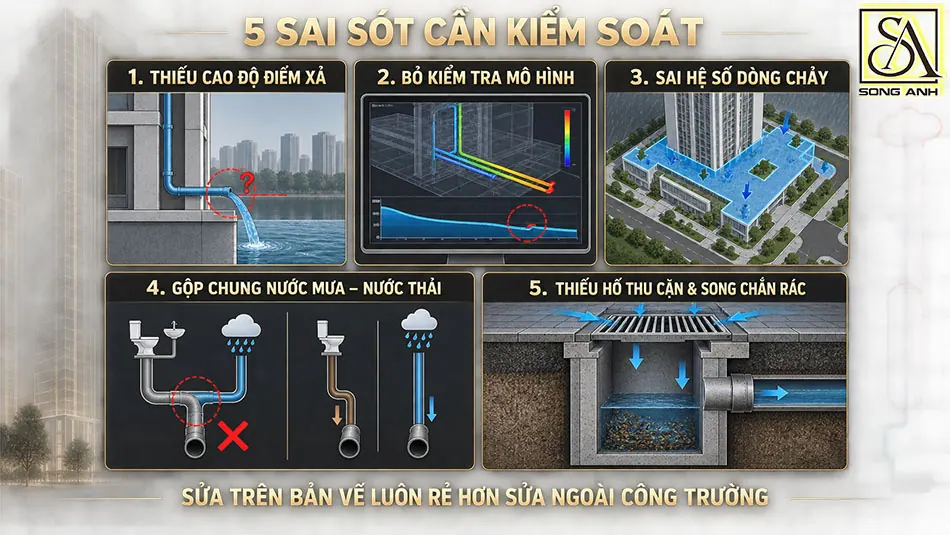 5 SAI SÓT CẦN KIỂM SOÁT
SA
SONG ANH
1. THIẾU CAO ĐỘ ĐIỂM XẢ
2. BỎ KIỂM TRA MÔ HÌNH
3. SAI HỆ SỐ DÒNG CHẢY
?
4. GỘP CHUNG NƯỚC MƯA – NƯỚC THẢI
5. THIẾU HỐ THU CẶN & SONG CHẮN RÁC
SỬA TRÊN BẢN VẼ LUÔN RẺ HƠN SỬA NGOÀI CÔNG TRƯỜNG